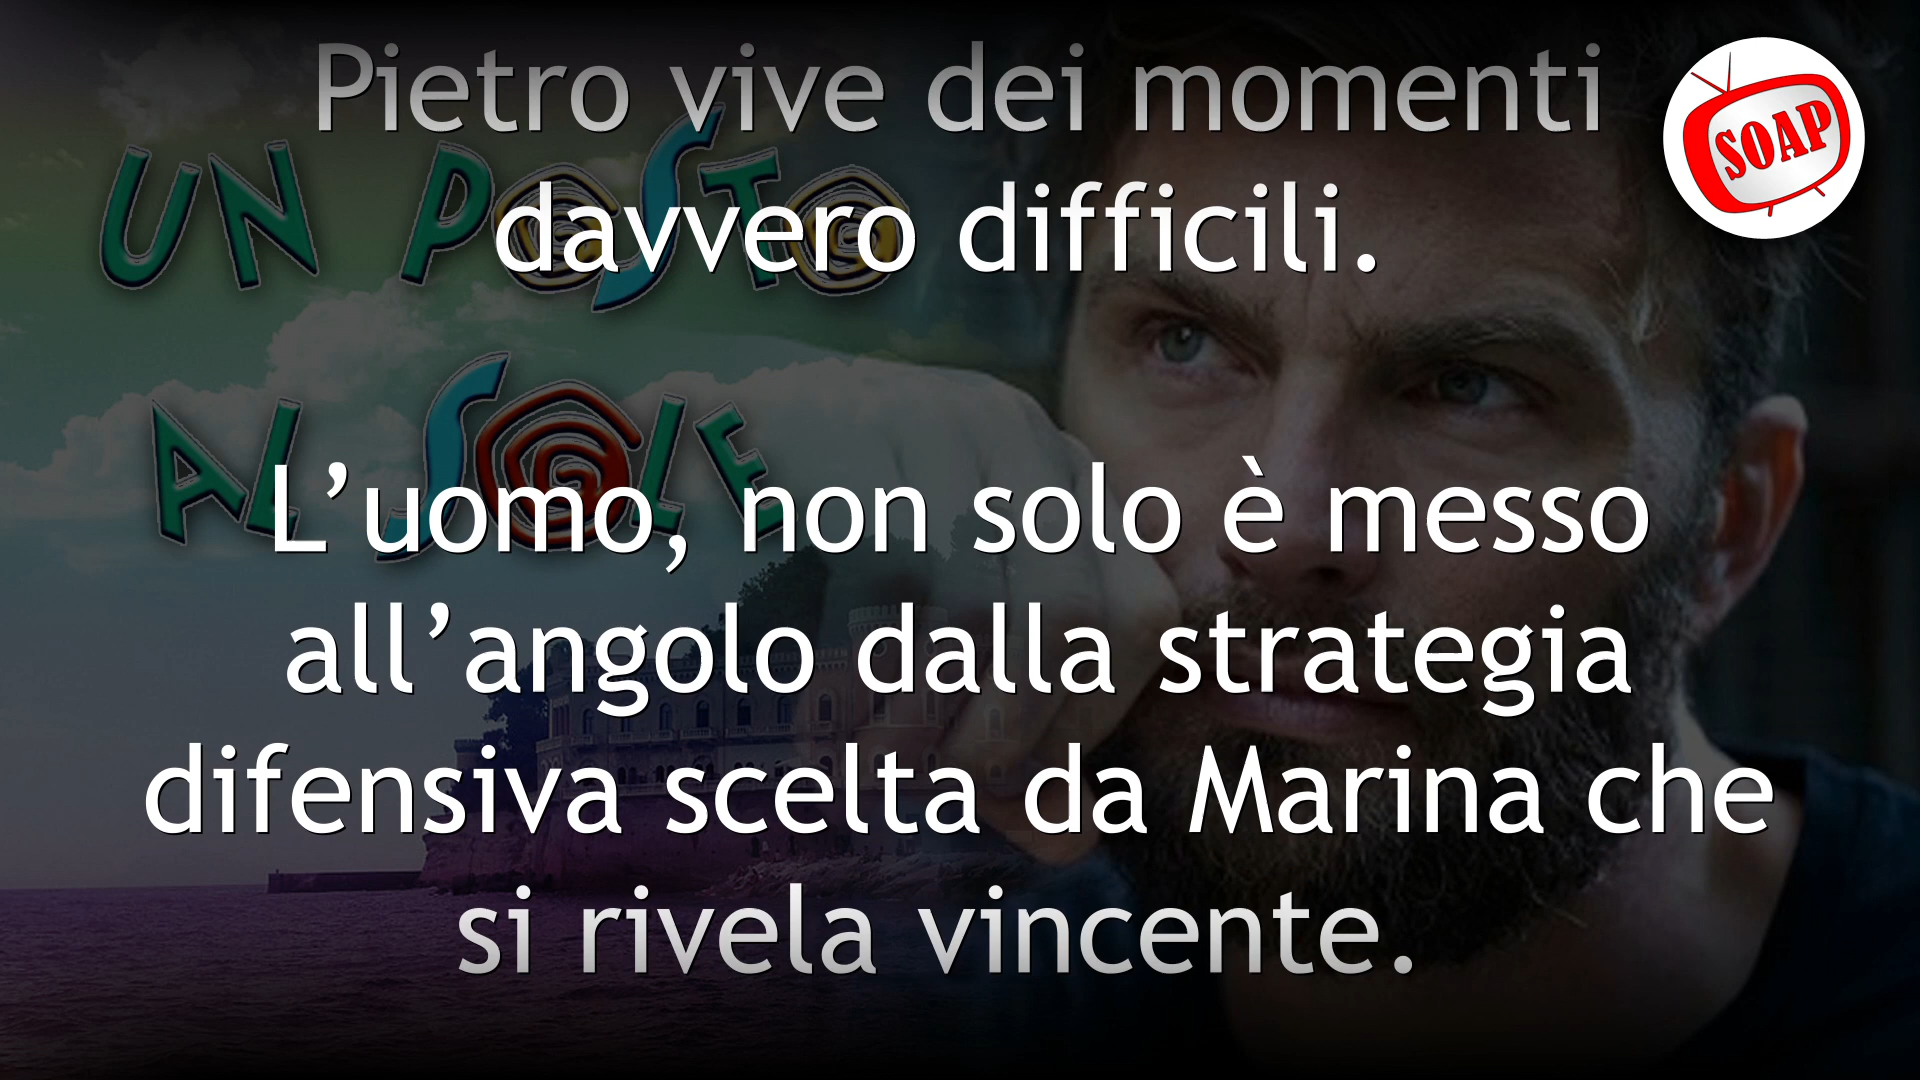 Pietro vive dei momenti
davvero difficili.
L’uomo, non solo è messo
all’angolo dalla strategia
difensiva scelta da Marina che
si rivela vincente.
UN POSTO
AL SOLE
SOAP